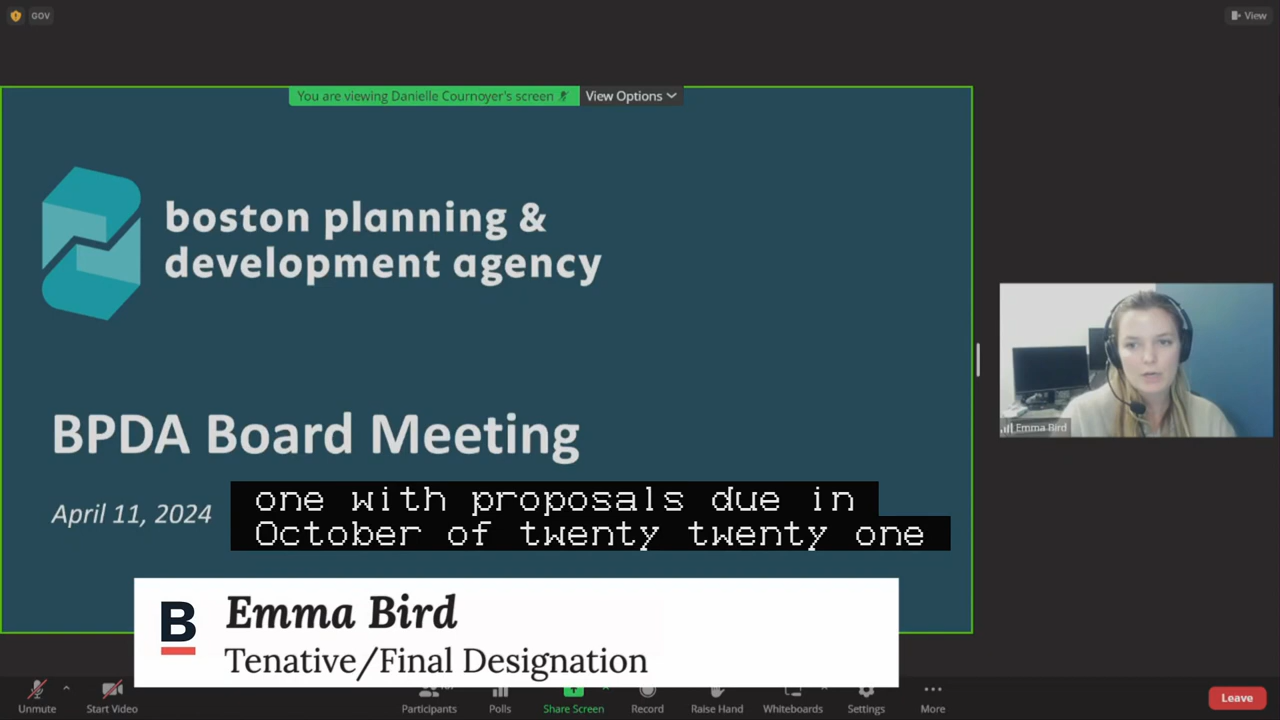 GOV
View
You are viewing Danielle Cournoyer's screen
View Options
boston planning &
development agency
BPDA Board Meeting
April 11, 2024
one with proposals due in
October of twenty twenty one
Emma Bird
B
Emma Bird
Tenative/Final Designation
Unmute
Start Video
Participants
Polls
Share Screen
Record
Raise Hand
Whiteboards
Settings
More
Leave